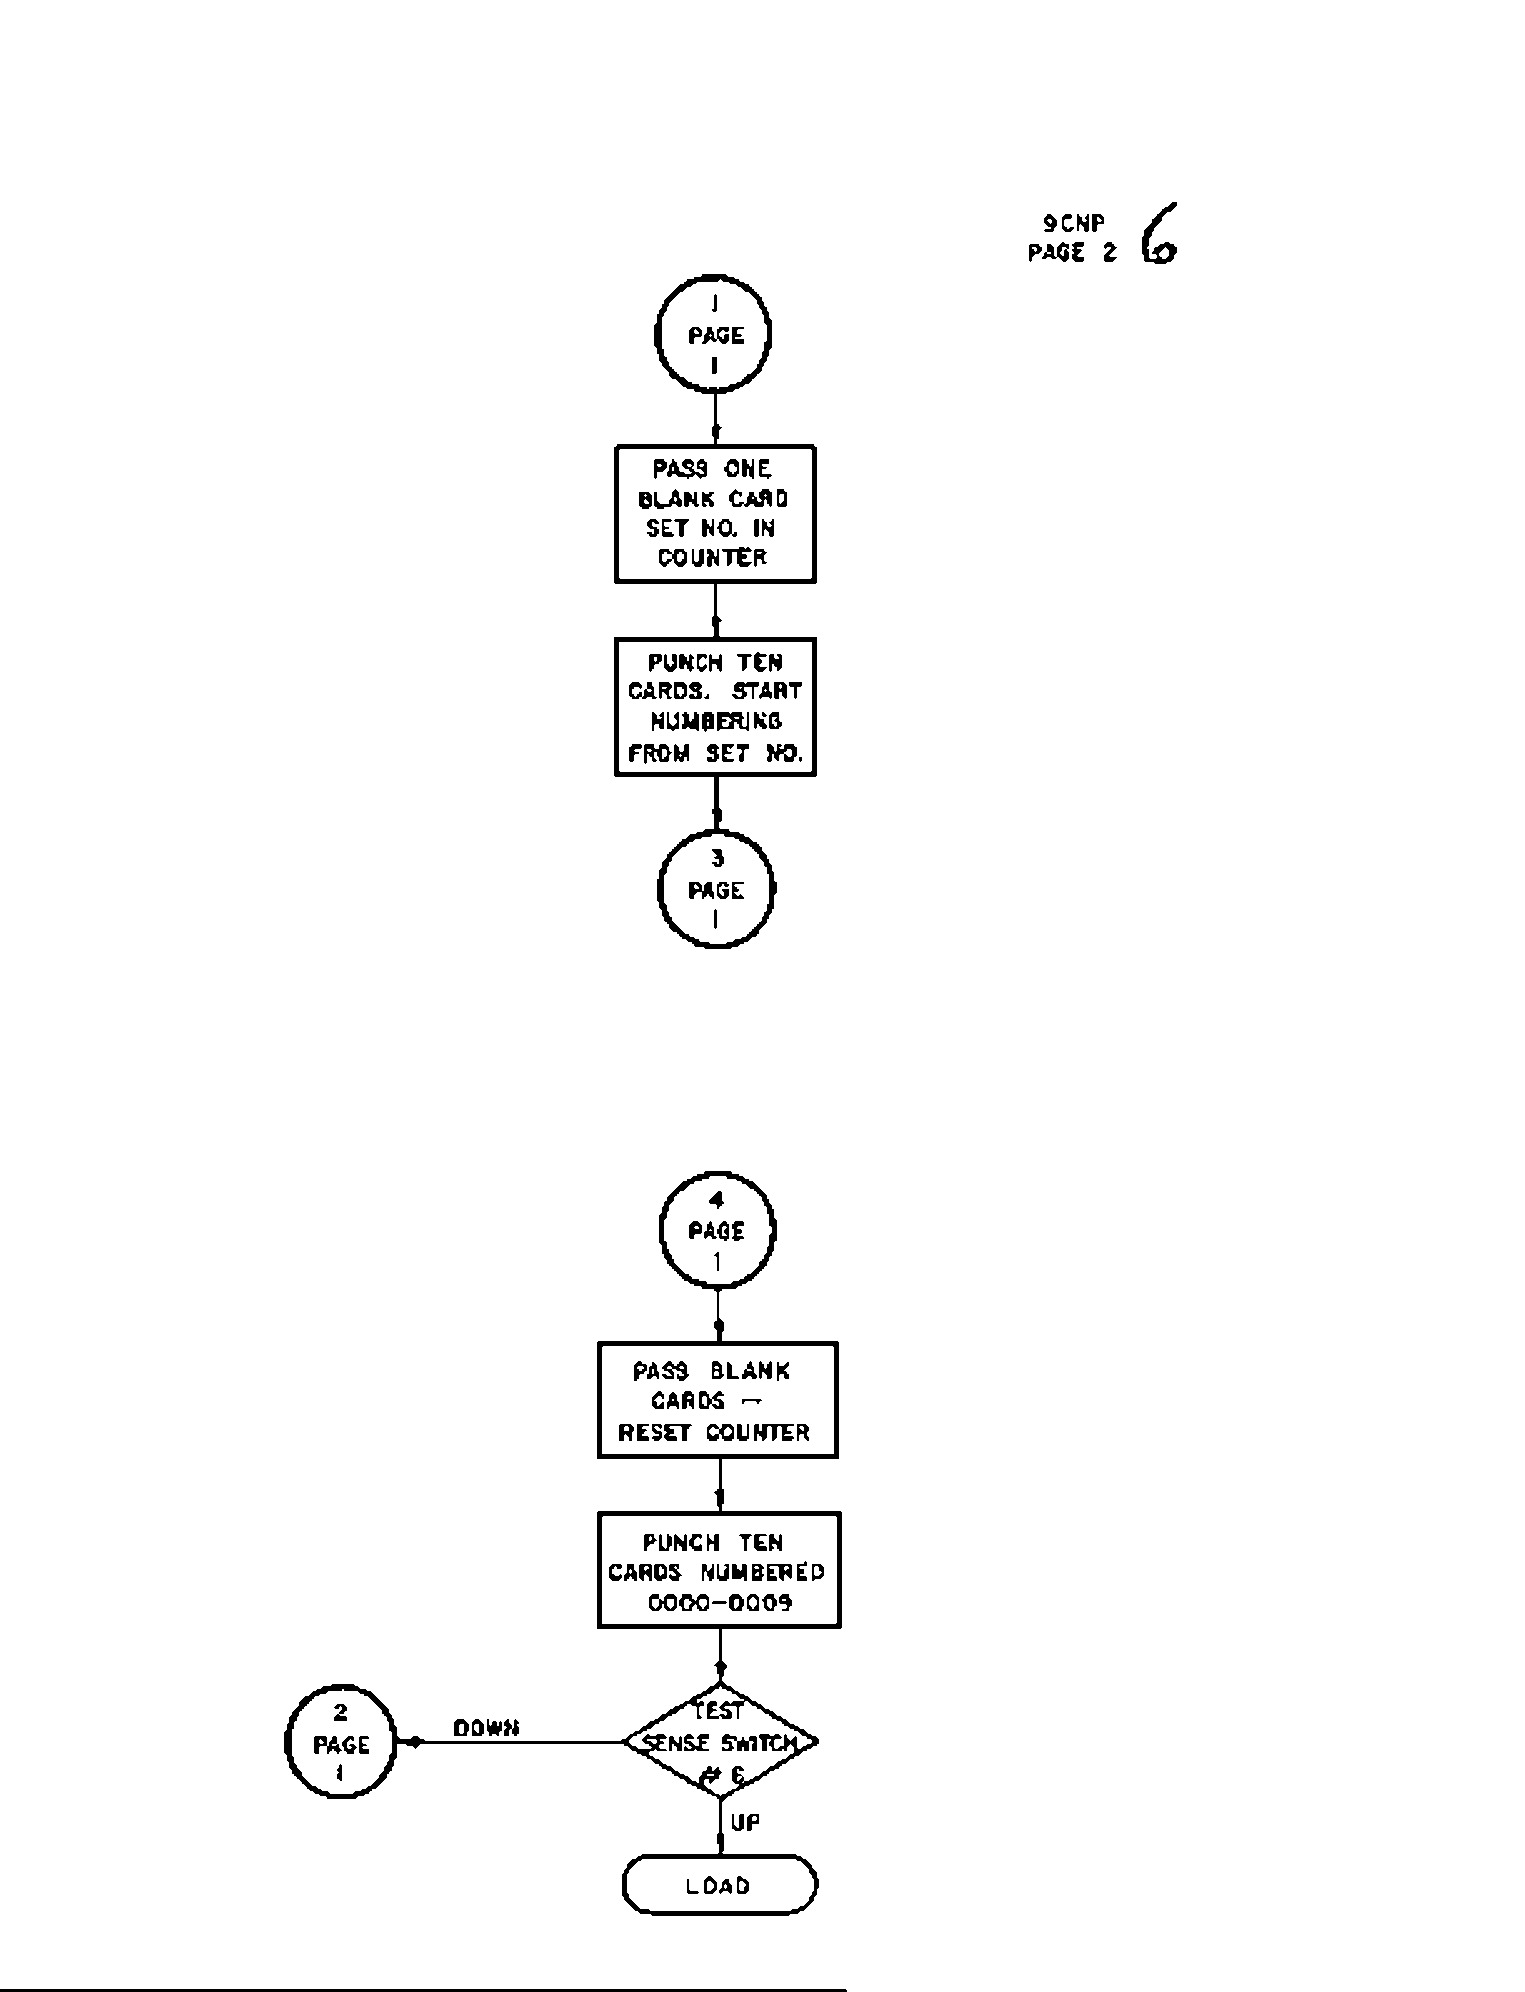 9CNP
PAGE 2
6
1
PAGE
1
PASS ONE
BLANK CARD
SET NO. IN
COUNTER
PUNCH TEN
CARDS. START
NUMBERING
FROM SET NO.
3
PAGE
1
4
PAGE
1
PASS BLANK
CARDS —
RESET COUNTER
PUNCH TEN
CARDS NUMBERED
0000-0009
TEST
SENSE SWITCH
# 6
DOWN
2
PAGE
1
UP
LOAD